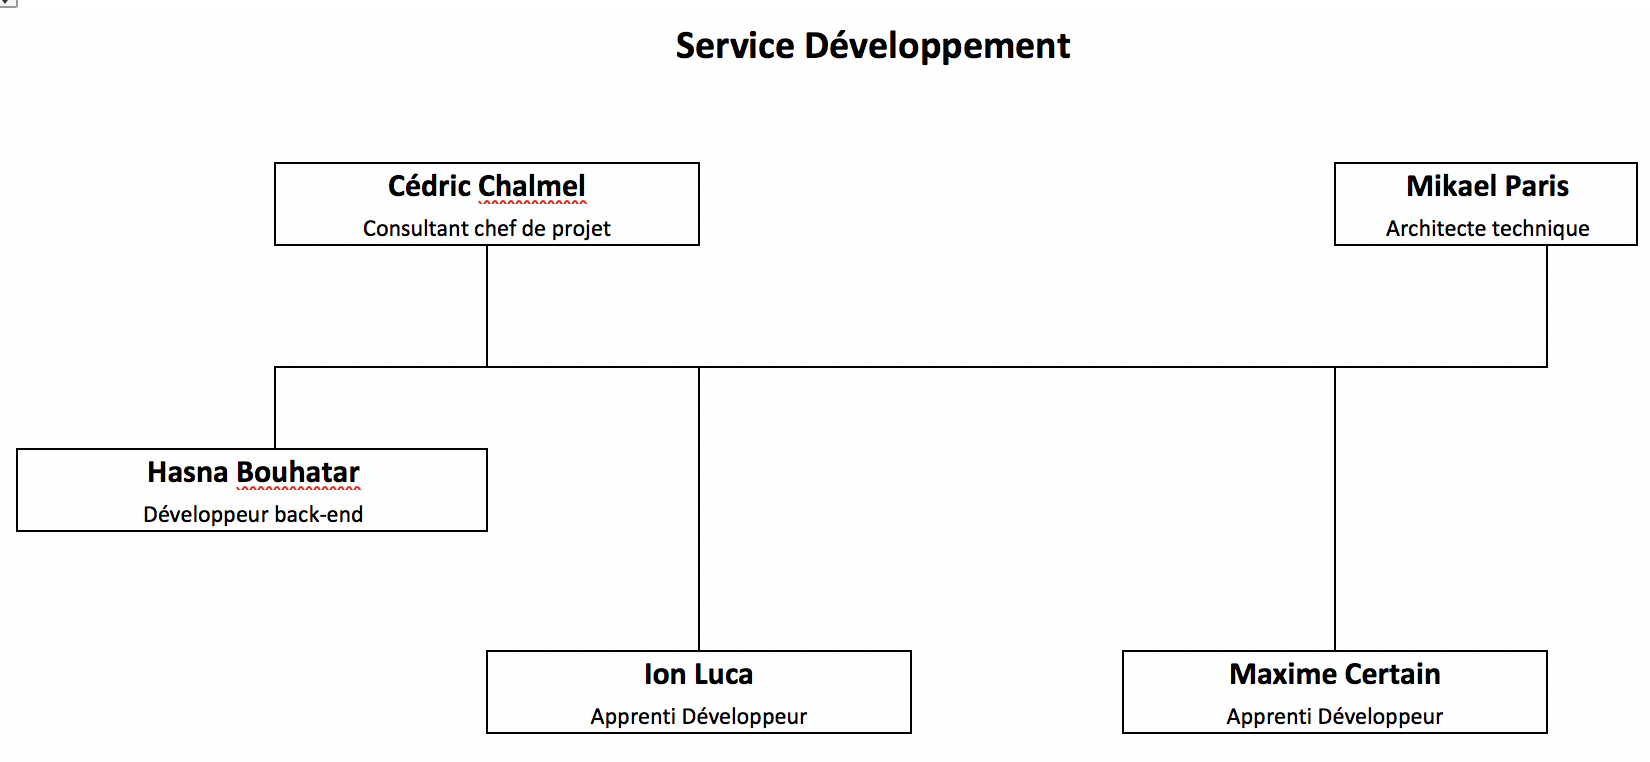 Service Développement
Cédric Chalmel
Consultant chef de projet
Mikael Paris
Architecte technique
Hasna Bouhatar
Développeur back-end
Ion Luca
Apprenti Développeur
Maxime Certain
Apprenti Développeur